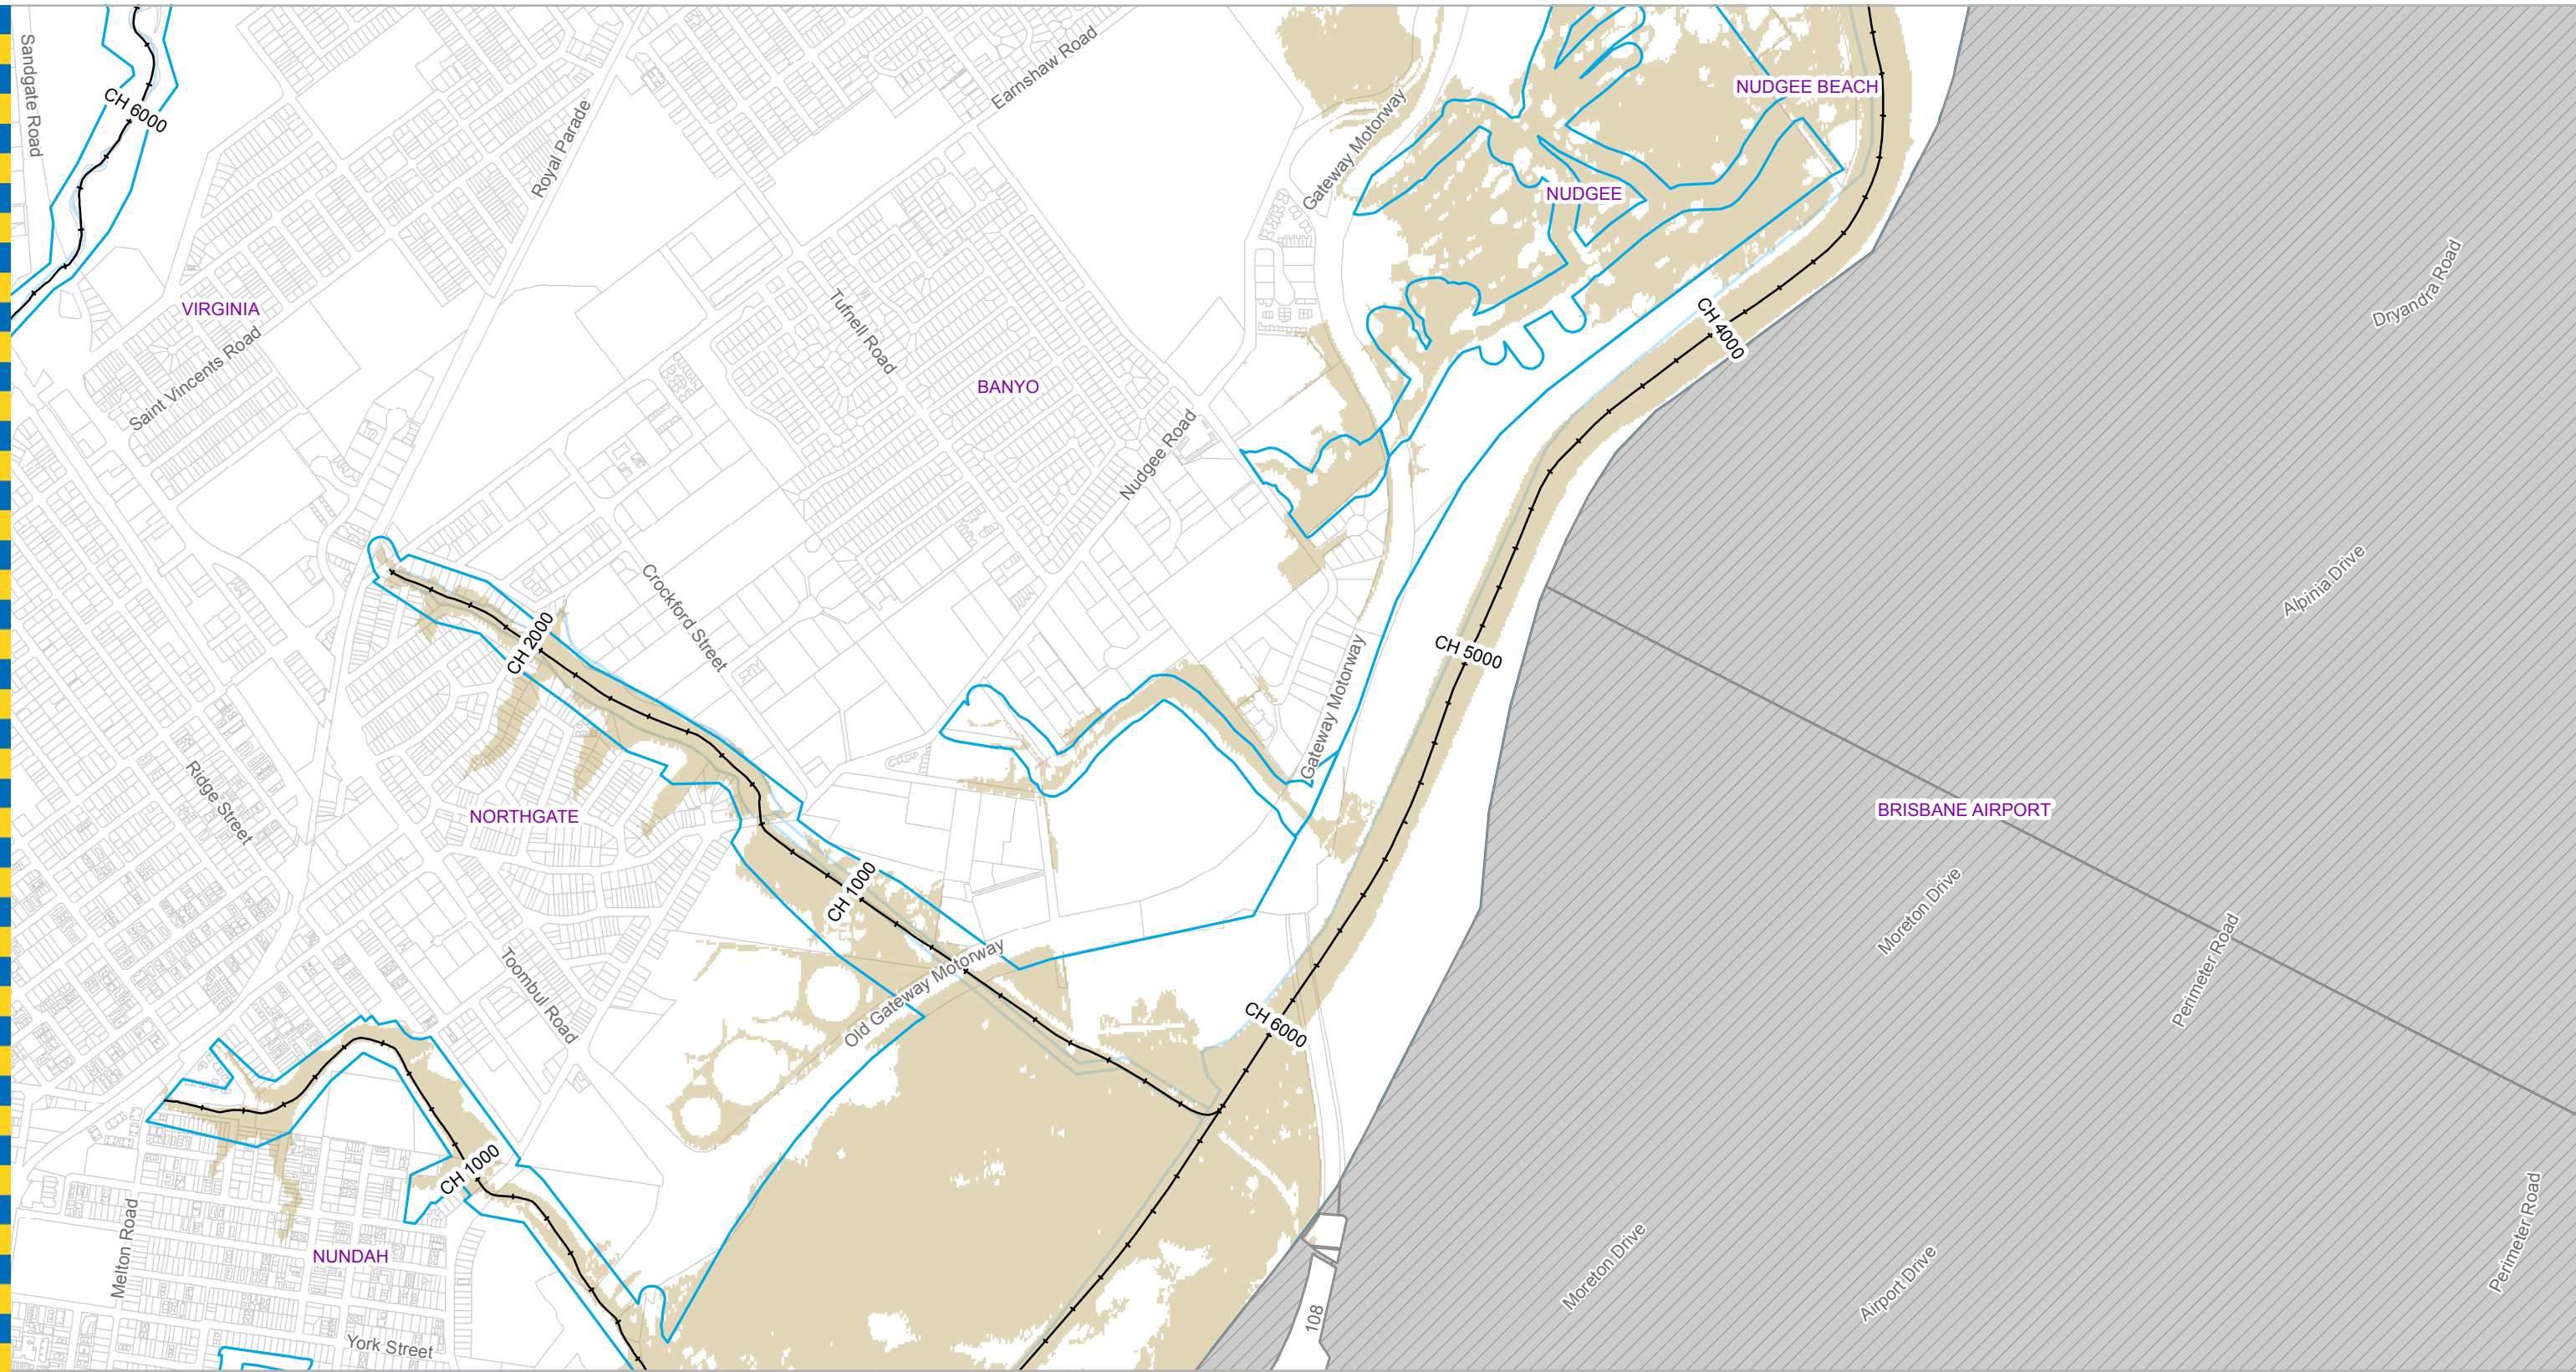 Sandgate Road
CH 6000
Royal Parade
Earnshaw Road
Gateway Motorway
NUDGEE BEACH
NUDGEE
VIRGINIA
Saint Vincents Road
Tufnell Road
BANYO
Nudgee Road
CH 4000
Dryandra Road
Alpinia Drive
CH 2000
Crockford Street
CH 5000
Gateway Motorway
Ridge Street
NORTHGATE
BRISBANE AIRPORT
CH 1000
Moreton Drive
Perimeter Road
Toombul Road
Old Gateway Motorway
CH 6000
CH 1000
Melton Road
NUNDAH
York Street
108
Moreton Drive
Airport Drive
Perimeter Road